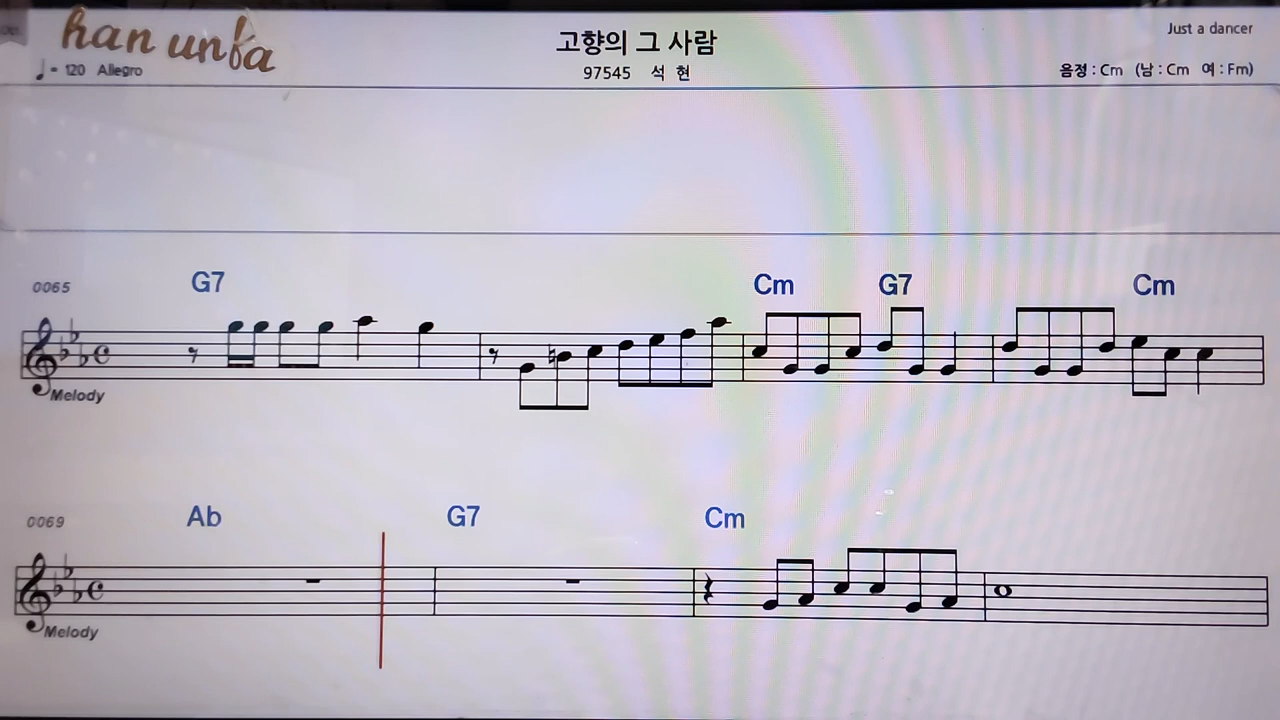 han unba
고향의 그 사람
Just a dancer
♩= 120 Allegro
97545 석 현
음정 : Cm (남 : Cm 여 : Fm)
0065
G7 Cm G7 Cm
Melody
0069
Ab G7 Cm
Melody